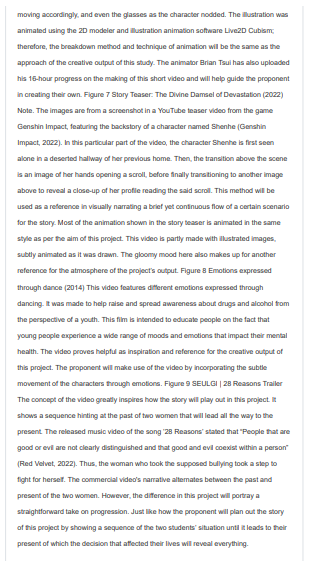 moving accordingly, and even the glasses as the character nodded. The illustration was
animated using the 2D modeler and illustration animation software Live2D Cubism;
therefore, the breakdown method and technique of animation will be the same as the
approach of the creative output of this study. The animator Brian Tsui has also uploaded
his 16-hour progress on the making of this short video and will help guide the proponent
in creating their own. Figure 7 Story Teaser: The Divine Damsel of Devastation (2022)
Note. The images are from a screenshot in a YouTube teaser video from the game
Genshin Impact, featuring the backstory of a character named Shenhe (Genshin
Impact, 2022). In this particular part of the video, the character Shenhe is first seen
alone in a deserted hallway of her previous home. Then, the transition above the scene
is an image of her hands opening a scroll, before finally transitioning to another image
above to reveal a close-up of her profile reading the said scroll. This method will be
used as a reference in visually narrating a brief yet continuous flow of a certain scenario
for the story. Most of the animation shown in the story teaser is animated in the same
style as per the aim of this project. This video is partly made with illustrated images,
subtly animated as it was drawn. The gloomy mood here also makes up for another
reference for the atmosphere of the project's output. Figure 8 Emotions expressed
through dance (2014) This video features different emotions expressed through
dancing. It was made to help raise and spread awareness about drugs and alcohol from
the perspective of a youth. This film is intended to educate people on the fact that
young people experience a wide range of moods and emotions that impact their mental
health. The video proves helpful as inspiration and reference for the creative output of
this project. The proponent will make use of the video by incorporating the subtle
movement of the characters through emotions. Figure 9 SEULGI | 28 Reasons Trailer
The concept of the video greatly inspires how the story will play out in this project. It
shows a sequence hinting at the past of two women that will lead all the way to the
present. The released music video of the song '28 Reasons' stated that "People that are
good or evil are not clearly distinguished and that good and evil coexist within a person"
(Red Velvet, 2022). Thus, the woman who took the supposed bullying took a step to
fight for herself. The commercial video's narrative alternates between the past and
present of the two women. However, the difference in this project will portray a
straightforward take on progression. Just like how the proponent will plan out the story
of this project by showing a sequence of the two students' situation until it leads to their
present of which the decision that affected their lives will reveal everything.